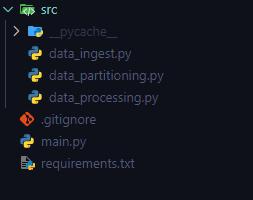 src
__pycache__
data_ingest.py
data_partitioning.py
data_processing.py
.gitignore
main.py
requirements.txt